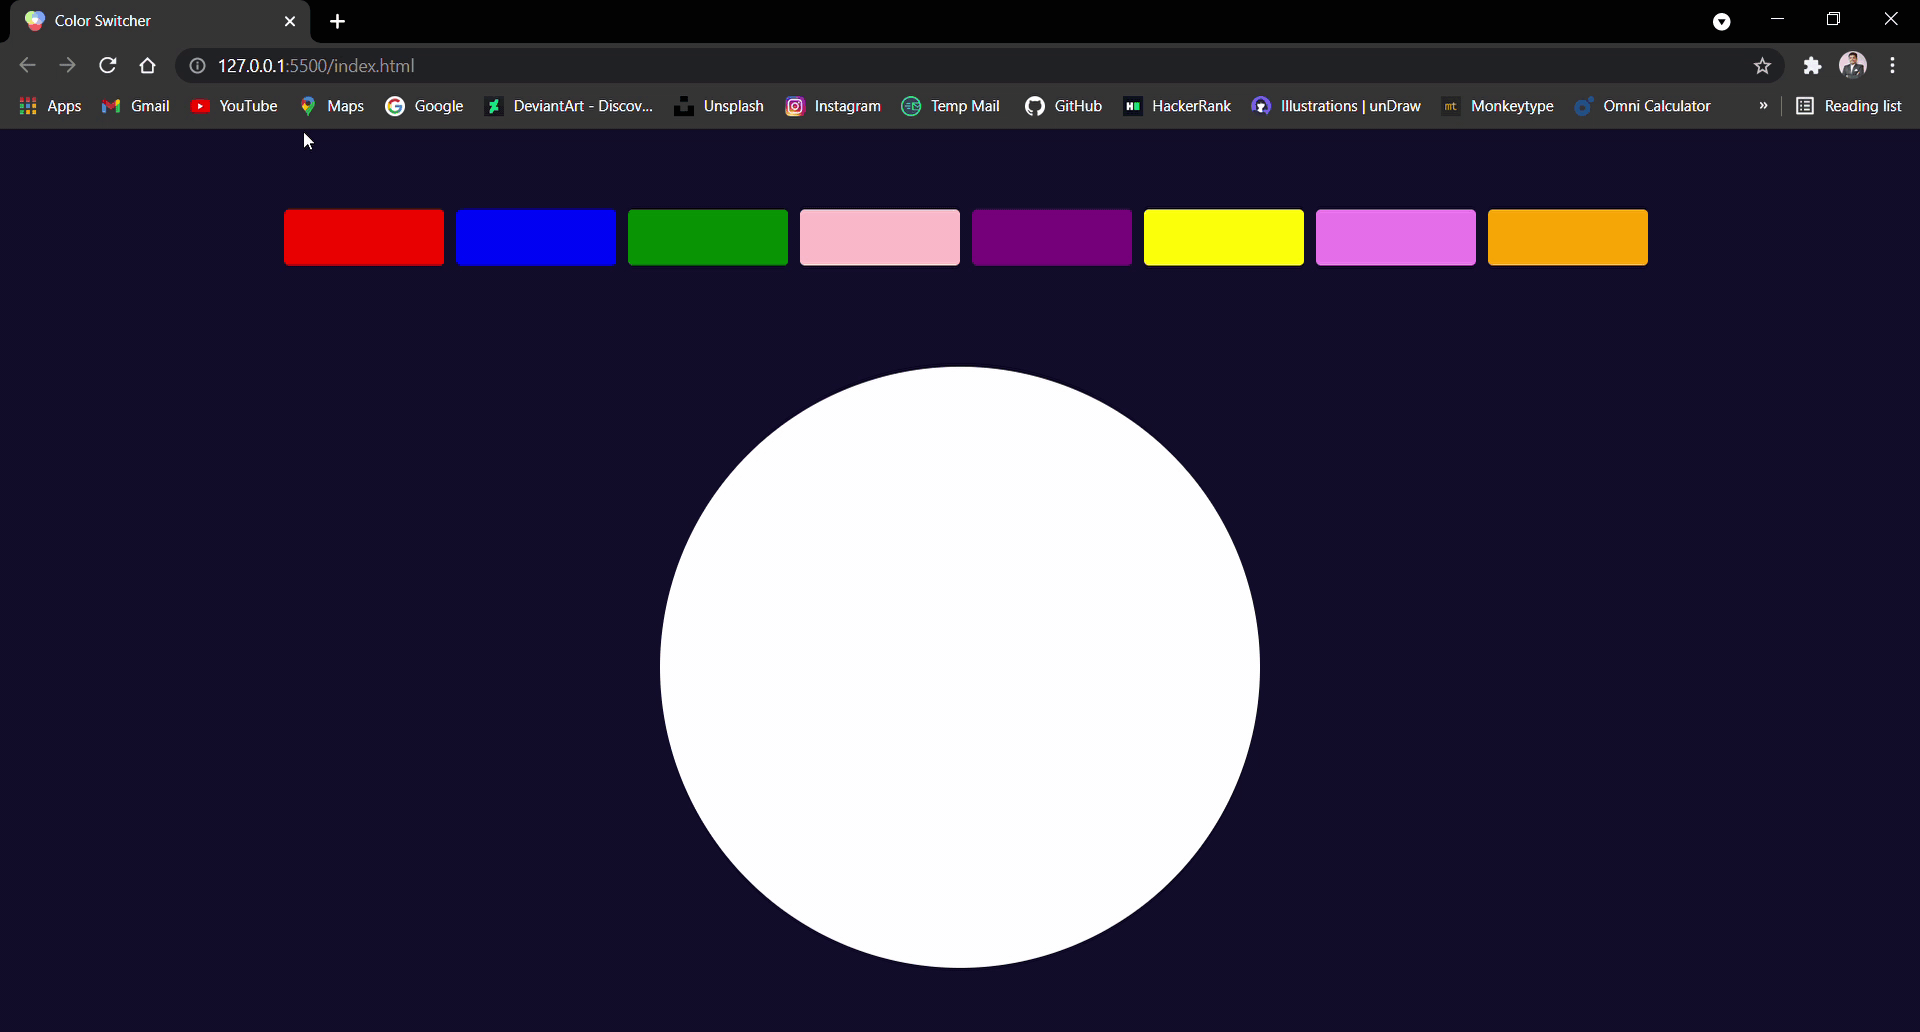 Color Switcher
127.0.0.1:5500/index.html
Apps Gmail YouTube Maps Google DeviantArt - Discov... Unsplash Instagram Temp Mail GitHub HackerRank Illustrations | unDraw mt Monkeytype Omni Calculator » Reading list